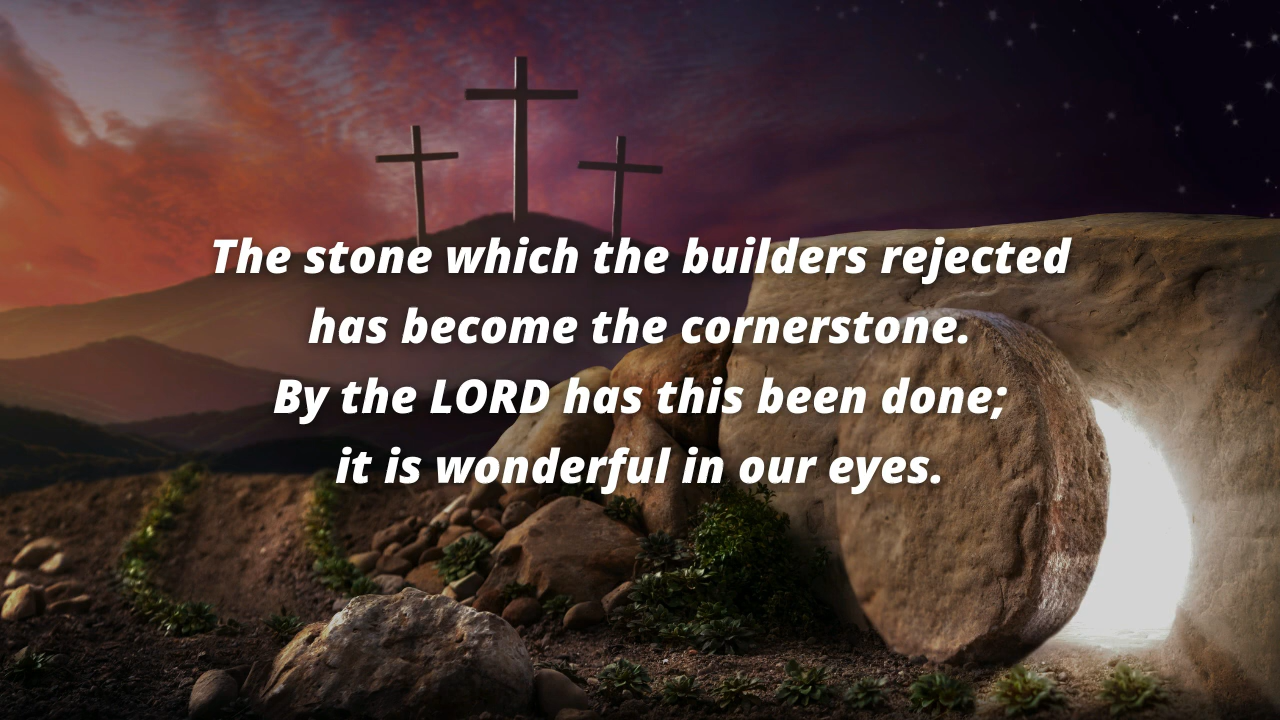 The stone which the builders rejected
has become the cornerstone.
By the LORD has this been done;
it is wonderful in our eyes.